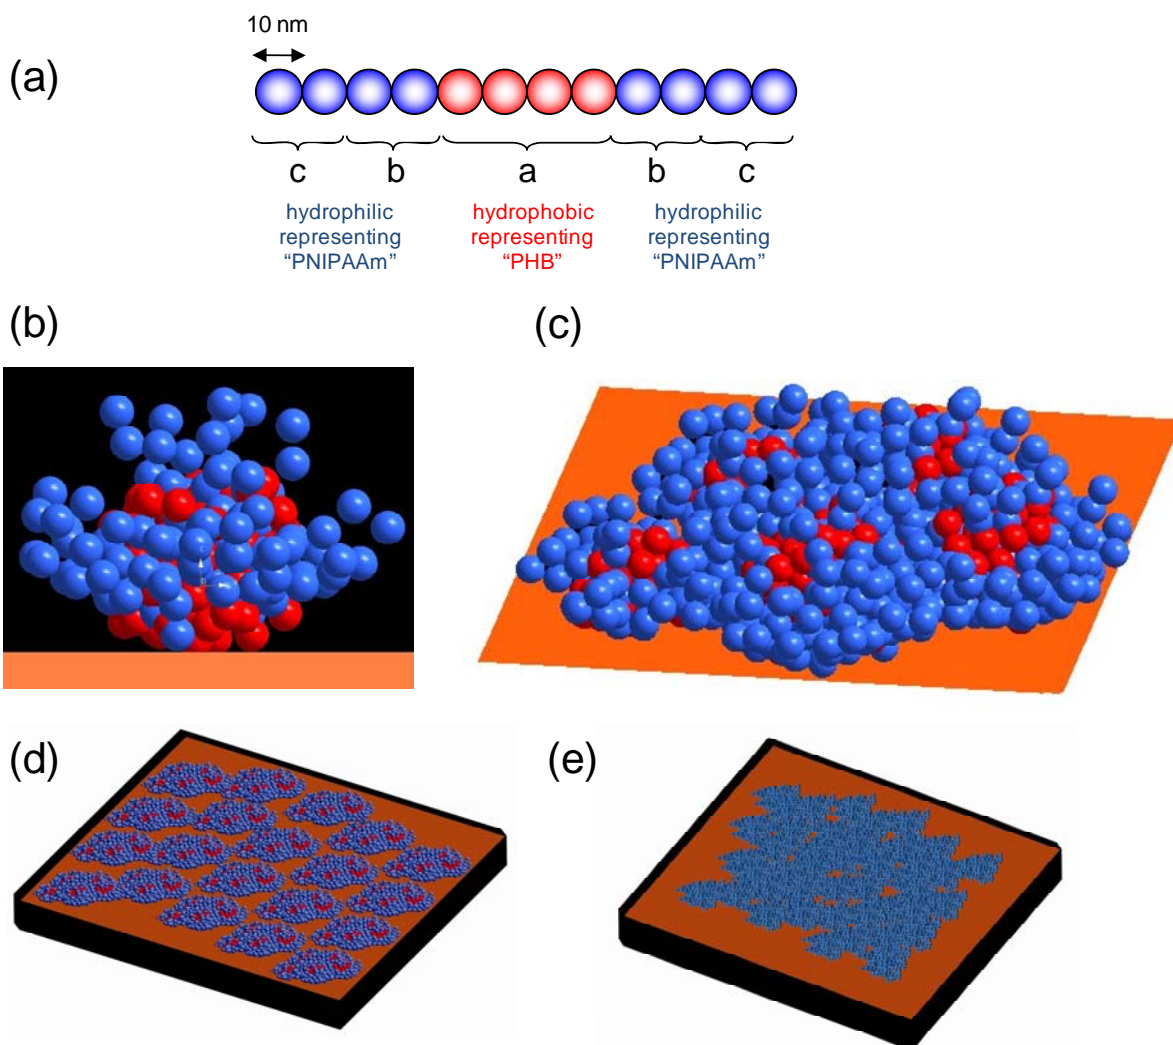 10 nm
(a)
c b a b c
hydrophilic
representing
“PNIPAAm”
hydrophobic
representing
“PHB”
hydrophilic
representing
“PNIPAAm”
(b)
(c)
(d)
(e)